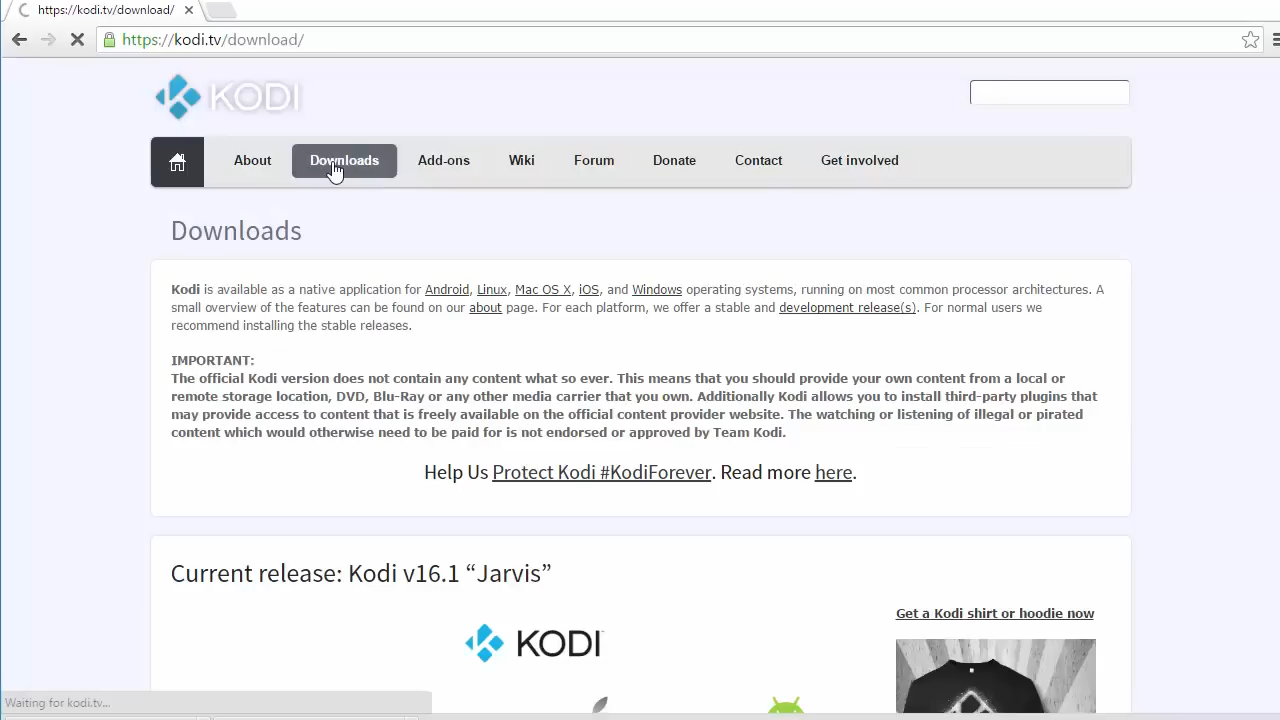 https://kodi.tv/download/
https://kodi.tv/download/
KODI
About Downloads Add-ons Wiki Forum Donate Contact Get involved
Downloads
Kodi is available as a native application for Android, Linux, Mac OS X, iOS, and Windows operating systems, running on most common processor architectures. A
small overview of the features can be found on our about page. For each platform, we offer a stable and development release(s). For normal users we
recommend installing the stable releases.
IMPORTANT:
The official Kodi version does not contain any content what so ever. This means that you should provide your own content from a local or
remote storage location, DVD, Blu-Ray or any other media carrier that you own. Additionally Kodi allows you to install third-party plugins that
may provide access to content that is freely available on the official content provider website. The watching or listening of illegal or pirated
content which would otherwise need to be paid for is not endorsed or approved by Team Kodi.
Help Us Protect Kodi #KodiForever. Read more here.
Current release: Kodi v16.1 “Jarvis”
Get a Kodi shirt or hoodie now
KODI
Waiting for kodi.tv...